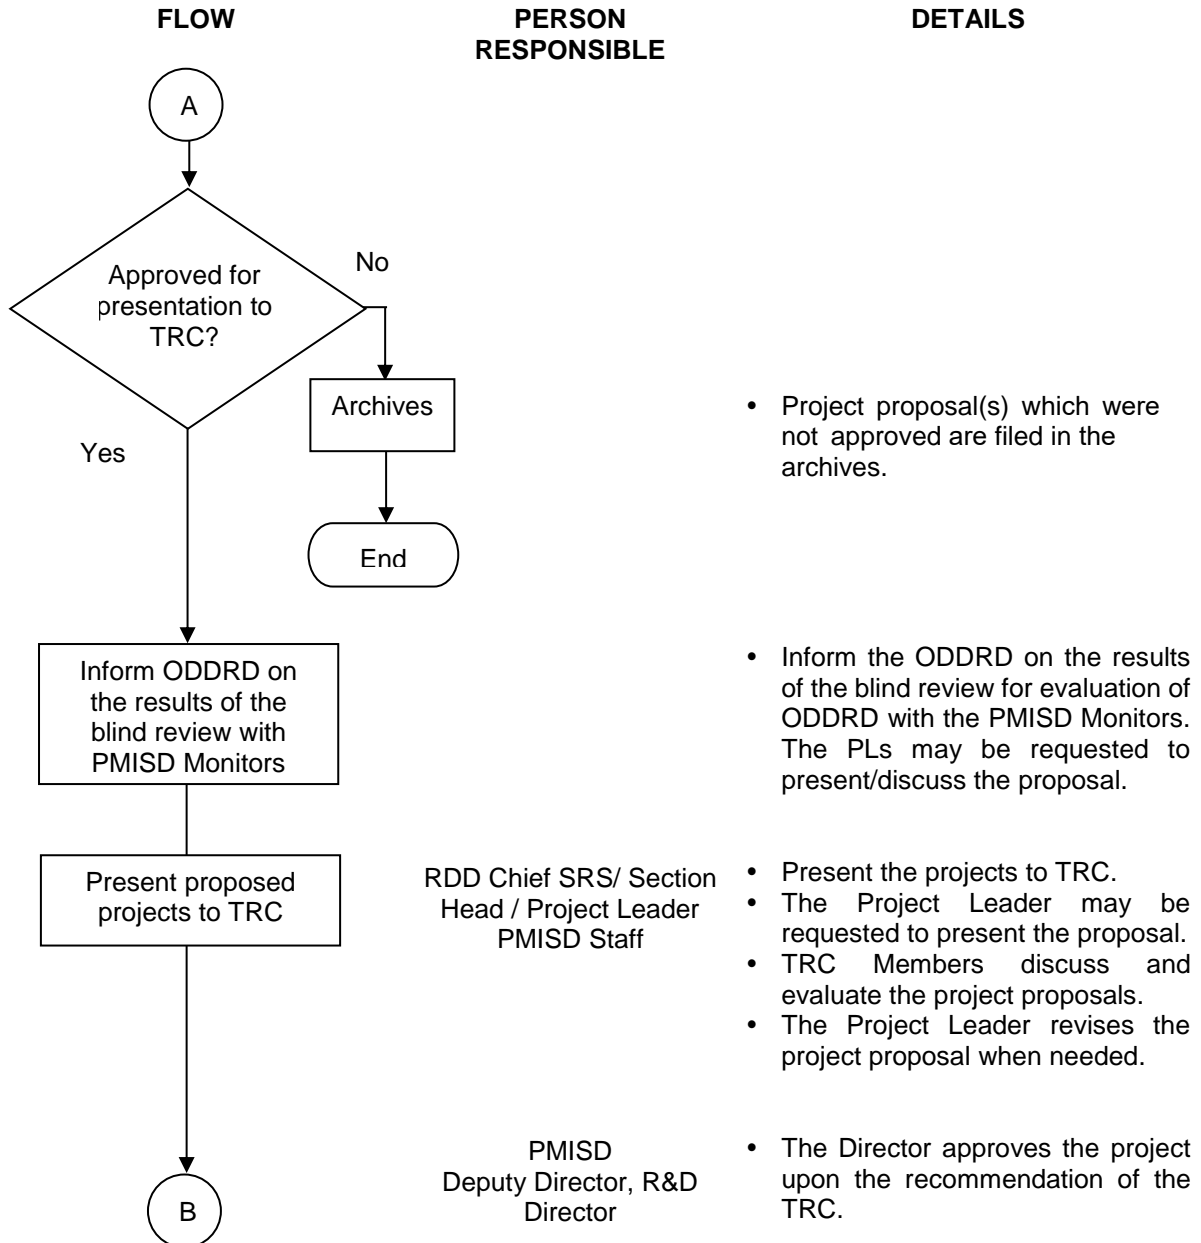 FLOW
PERSON
RESPONSIBLE
DETAILS
A
Approved for
presentation to
TRC?
No
Yes
Archives
End
• Project proposal(s) which were
not approved are filed in the
archives.
Inform ODDRD on
the results of the
blind review with
PMISD Monitors
• Inform the ODDRD on the results
of the blind review for evaluation of
ODDRD with the PMISD Monitors.
The PLs may be requested to
present/discuss the proposal.
Present proposed
projects to TRC
RDD Chief SRS/ Section
Head / Project Leader
PMISD Staff
• Present the projects to TRC.
• The Project Leader may be
requested to present the proposal.
• TRC Members discuss and
evaluate the project proposals.
• The Project Leader revises the
project proposal when needed.
B
PMISD
Deputy Director, R&D
Director
• The Director approves the project
upon the recommendation of the
TRC.